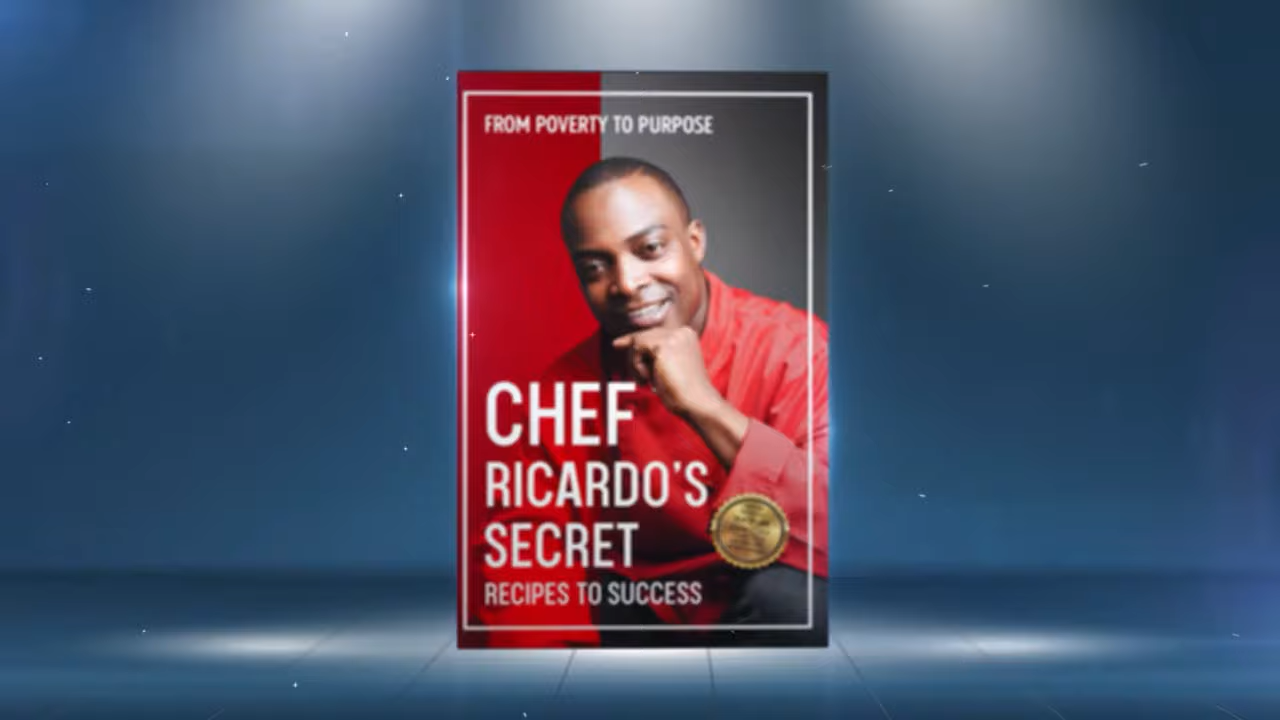 FROM POVERTY TO PURPOSE
CHEF
RICARDO'S
SECRET
RECIPES TO SUCCESS